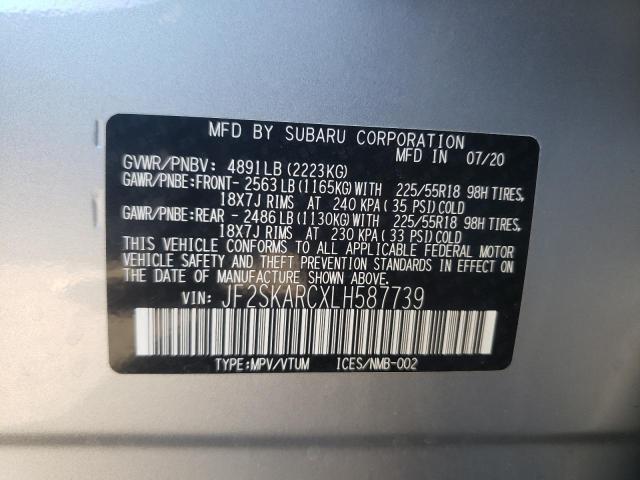 MFD BY SUBARU CORPORATION
MFD IN 07/20
GVWR/PNBV: 4891LB (2223KG)
GAWR/PNBE:FRONT- 2563LB (1165KG)WITH 225/55R18 98H TIRES,
18X7J RIMS AT 240 KPA ( 35 PSI)COLD
GAWR/PNBE:REAR - 2486LB (1130KG)WITH 225/55R18 98H TIRES,
18X7J RIMS AT 230 KPA ( 33 PSI)COLD
THIS VEHICLE CONFORMS TO ALL APPLICABLE FEDERAL MOTOR
VEHICLE SAFETY AND THEFT PREVENTION STANDARDS IN EFFECT ON
THE DATE OF MANUFACTURE SHOWN ABOVE.
VIN: JF2SKARCXLH587739
TYPE:MPV/VTUM ICES/NMB-002